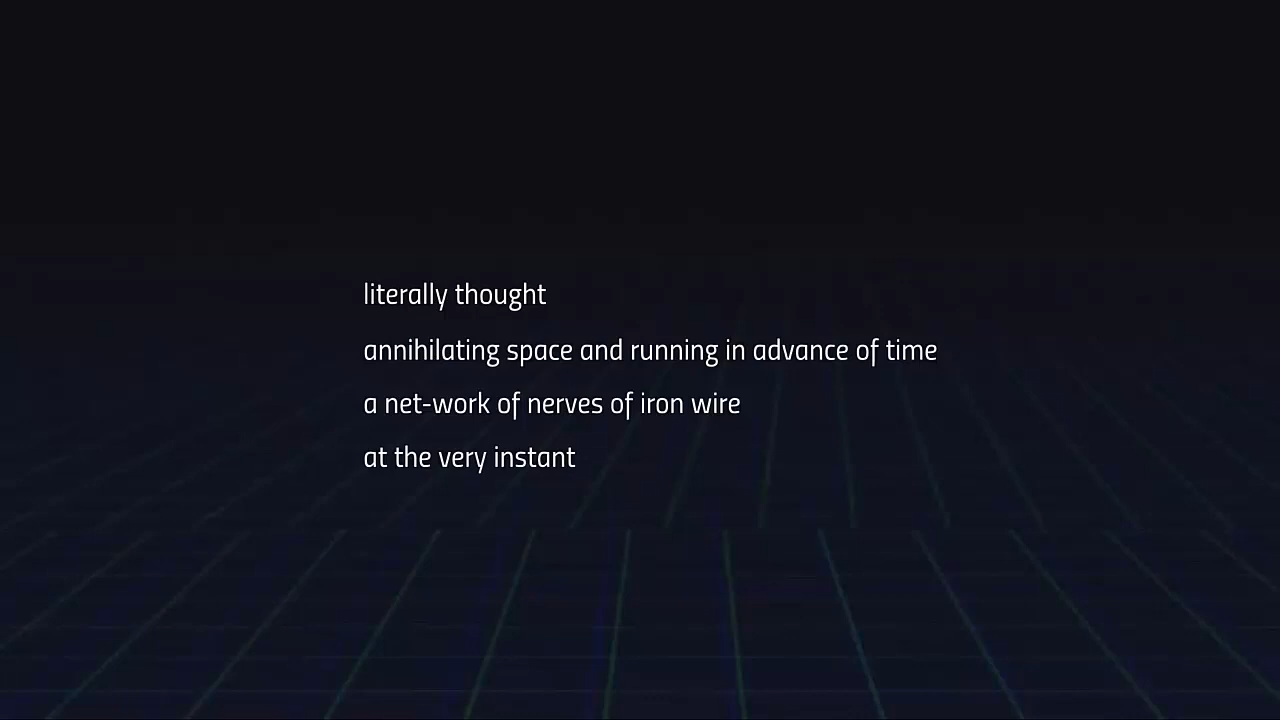 literally thought
annihilating space and running in advance of time
a net-work of nerves of iron wire
at the very instant